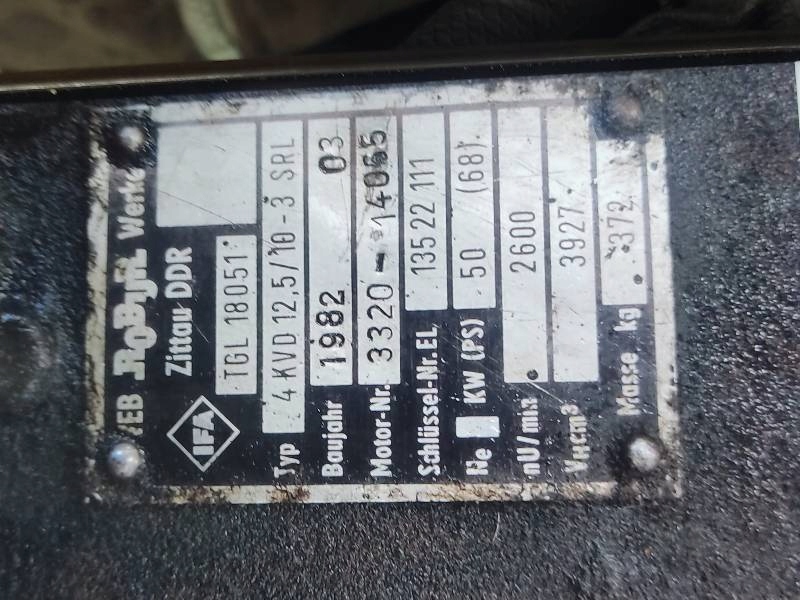 VEB ROBUR Werke
Zittau DDR
IFA
TGL 18051
Typ 4 KVD 12,5/10-3 SRL
Baujahr 1982 03
Motor-Nr. 3320-14065
Schlüssel-Nr. EL 135 22 111
Ne KW (PS) 50 (68)
nU/min 2600
VHcm³ 3927
Masse kg 372